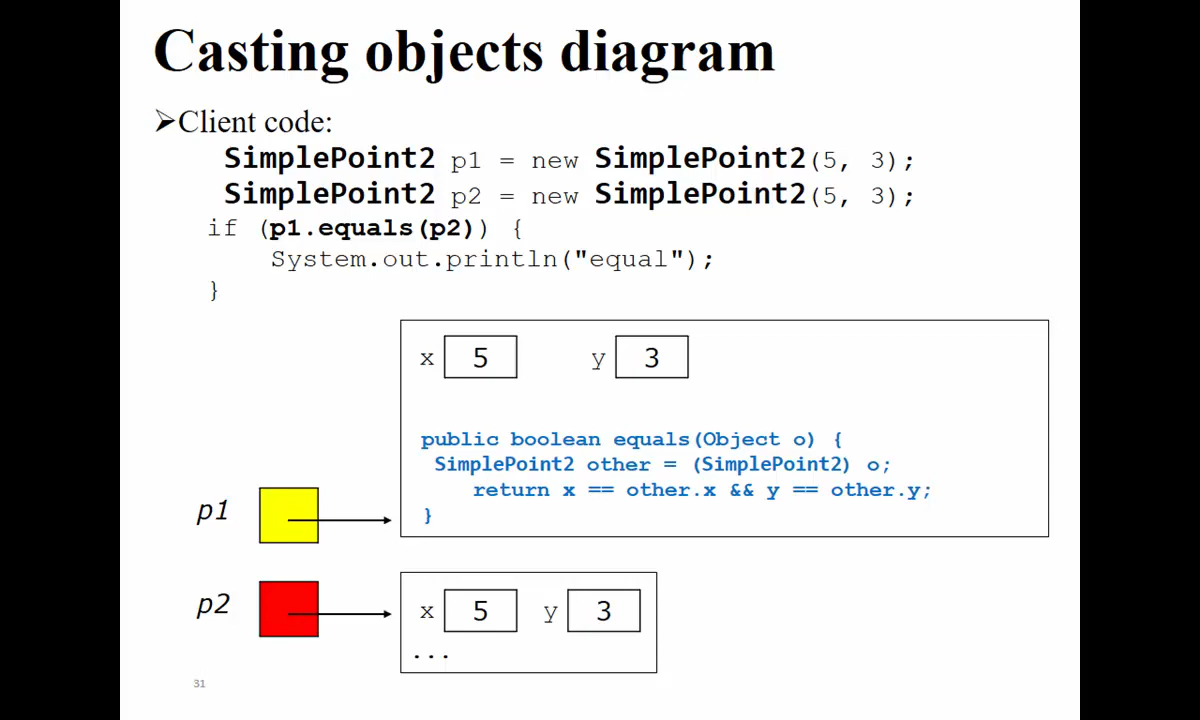 Casting objects diagram
➢Client code:
SimplePoint2 p1 = new SimplePoint2(5, 3);
SimplePoint2 p2 = new SimplePoint2(5, 3);
if (p1.equals(p2)) {
System.out.println("equal");
}
x 5 y 3
public boolean equals(Object o) {
SimplePoint2 other = (SimplePoint2) o;
return x == other.x && y == other.y;
}
p1
p2
x 5 y 3
...
31